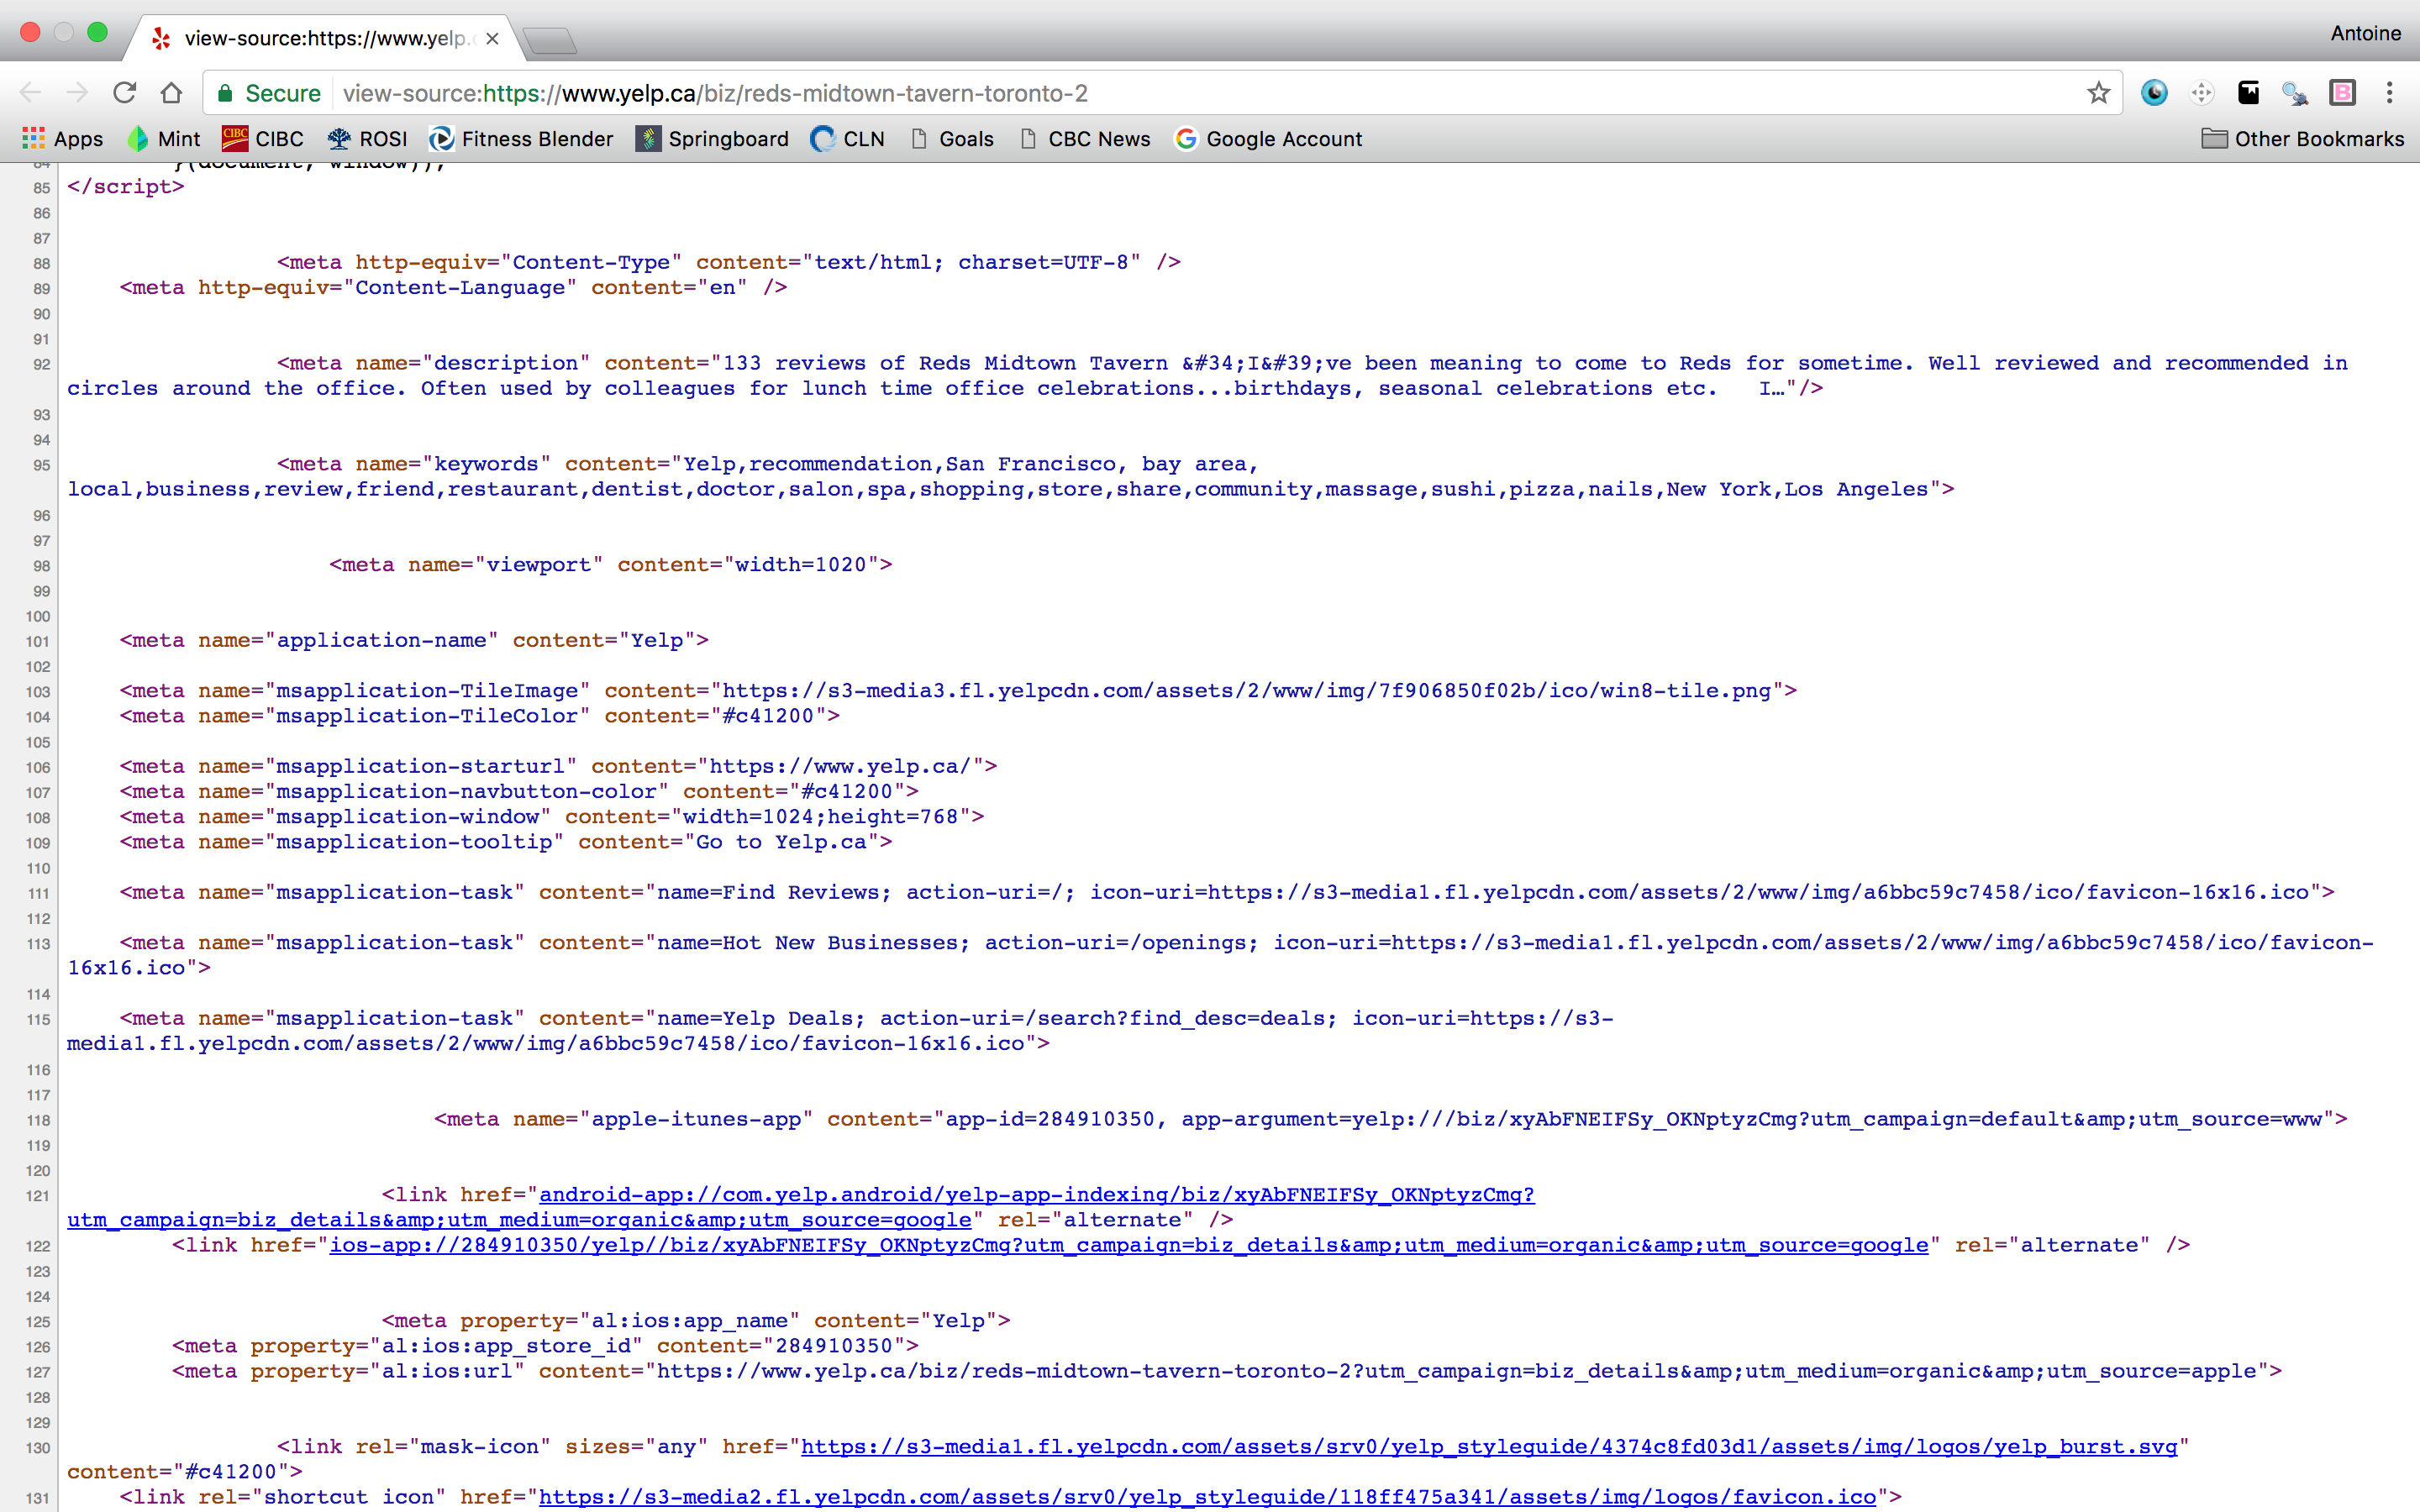 view-source:https://www.yelp.c
Antoine
Secure view-source:https://www.yelp.ca/biz/reds-midtown-tavern-toronto-2
Apps Mint CIBC CIBC ROSI Fitness Blender Springboard CLN Goals CBC News Google Account Other Bookmarks
84 }(document, window));
85 </script>
86
87
88 <meta http-equiv="Content-Type" content="text/html; charset=UTF-8" />
89 <meta http-equiv="Content-Language" content="en" />
90
91
92 <meta name="description" content="133 reviews of Reds Midtown Tavern &#34;I&#39;ve been meaning to come to Reds for sometime. Well reviewed and recommended in
circles around the office. Often used by colleagues for lunch time office celebrations...birthdays, seasonal celebrations etc.   I…"/>
93
94
95 <meta name="keywords" content="Yelp,recommendation,San Francisco, bay area,
local,business,review,friend,restaurant,dentist,doctor,salon,spa,shopping,store,share,community,massage,sushi,pizza,nails,New York,Los Angeles">
96
97
98 <meta name="viewport" content="width=1020">
99
100
101 <meta name="application-name" content="Yelp">
102
103 <meta name="msapplication-TileImage" content="https://s3-media3.fl.yelpcdn.com/assets/2/www/img/7f906850f02b/ico/win8-tile.png">
104 <meta name="msapplication-TileColor" content="#c41200">
105
106 <meta name="msapplication-starturl" content="https://www.yelp.ca/">
107 <meta name="msapplication-navbutton-color" content="#c41200">
108 <meta name="msapplication-window" content="width=1024;height=768">
109 <meta name="msapplication-tooltip" content="Go to Yelp.ca">
110
111 <meta name="msapplication-task" content="name=Find Reviews; action-uri=/; icon-uri=https://s3-media1.fl.yelpcdn.com/assets/2/www/img/a6bbc59c7458/ico/favicon-16x16.ico">
112
113 <meta name="msapplication-task" content="name=Hot New Businesses; action-uri=/openings; icon-uri=https://s3-media1.fl.yelpcdn.com/assets/2/www/img/a6bbc59c7458/ico/favicon-
16x16.ico">
114
115 <meta name="msapplication-task" content="name=Yelp Deals; action-uri=/search?find_desc=deals; icon-uri=https://s3-
media1.fl.yelpcdn.com/assets/2/www/img/a6bbc59c7458/ico/favicon-16x16.ico">
116
117
118 <meta name="apple-itunes-app" content="app-id=284910350, app-argument=yelp:///biz/xyAbFNEIFSy_OKNptyzCmg?utm_campaign=default&amp;utm_source=www">
119
120
121 <link href="android-app://com.yelp.android/yelp-app-indexing/biz/xyAbFNEIFSy_OKNptyzCmg?
utm_campaign=biz_details&amp;utm_medium=organic&amp;utm_source=google" rel="alternate" />
122 <link href="ios-app://284910350/yelp//biz/xyAbFNEIFSy_OKNptyzCmg?utm_campaign=biz_details&amp;utm_medium=organic&amp;utm_source=google" rel="alternate" />
123
124
125 <meta property="al:ios:app_name" content="Yelp">
126 <meta property="al:ios:app_store_id" content="284910350">
127 <meta property="al:ios:url" content="https://www.yelp.ca/biz/reds-midtown-tavern-toronto-2?utm_campaign=biz_details&amp;utm_medium=organic&amp;utm_source=apple">
128
129
130 <link rel="mask-icon" sizes="any" href="https://s3-media1.fl.yelpcdn.com/assets/srv0/yelp_styleguide/4374c8fd03d1/assets/img/logos/yelp_burst.svg"
content="#c41200">
131 <link rel="shortcut icon" href="https://s3-media2.fl.yelpcdn.com/assets/srv0/yelp_styleguide/118ff475a341/assets/img/logos/favicon.ico">